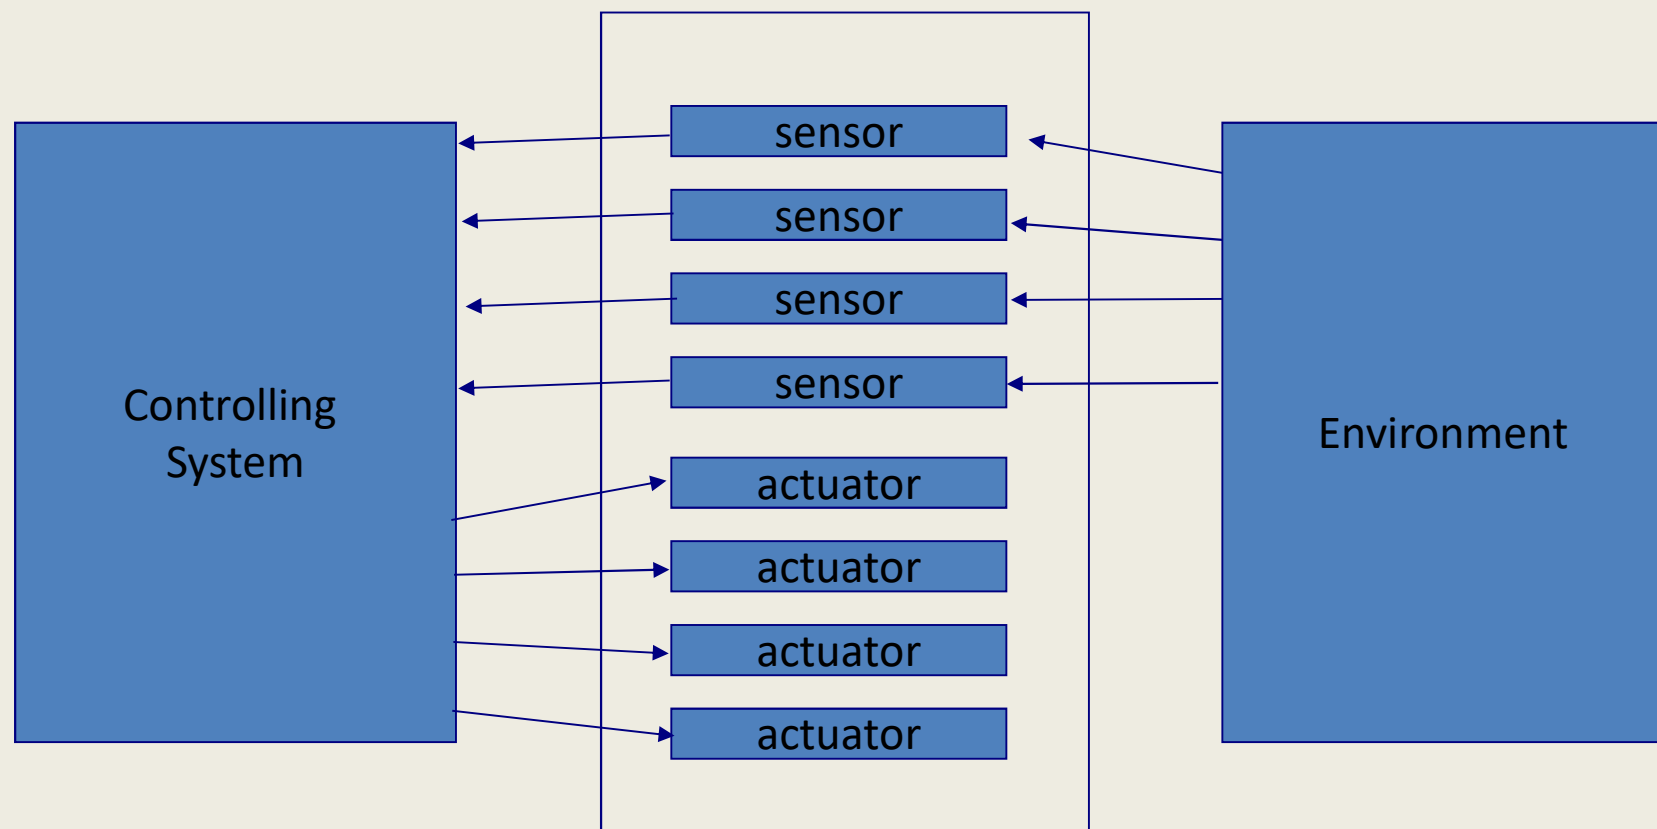 Controlling
System
sensor
sensor
sensor
sensor
actuator
actuator
actuator
actuator
Environment